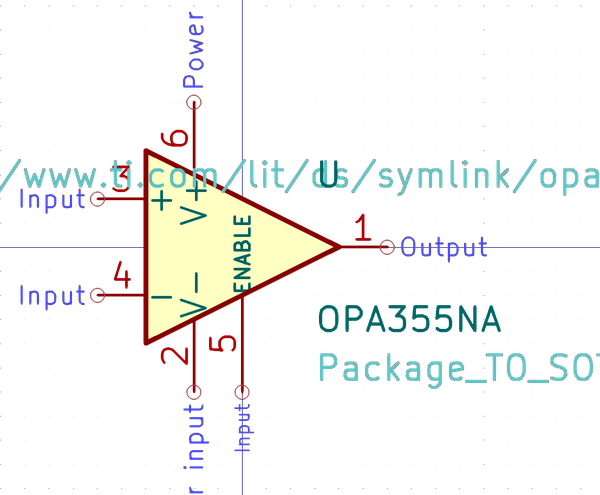 Power
6
/www.ti.com/lit/ds/symlink/opa
U
3
Input
+
V+
ENABLE
1
Output
4
Input
−
V−
OPA355NA
2
5
Package_TO_SOT
r input
Input